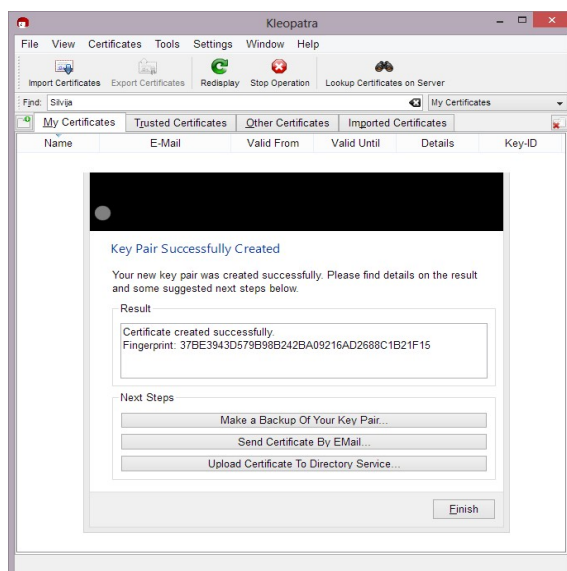 Kleopatra
File View Certificates Tools Settings Window Help
Import Certificates Export Certificates Redisplay Stop Operation Lookup Certificates on Server
Find: Silvija My Certificates
My Certificates Trusted Certificates Other Certificates Imported Certificates
Name E-Mail Valid From Valid Until Details Key-ID
Key Pair Successfully Created
Your new key pair was created successfully. Please find details on the result
and some suggested next steps below.
Result
Certificate created successfully.
Fingerprint: 37BE3943D579B98B242BA09216AD2688C1B21F15
Next Steps
Make a Backup Of Your Key Pair...
Send Certificate By EMail...
Upload Certificate To Directory Service...
Finish